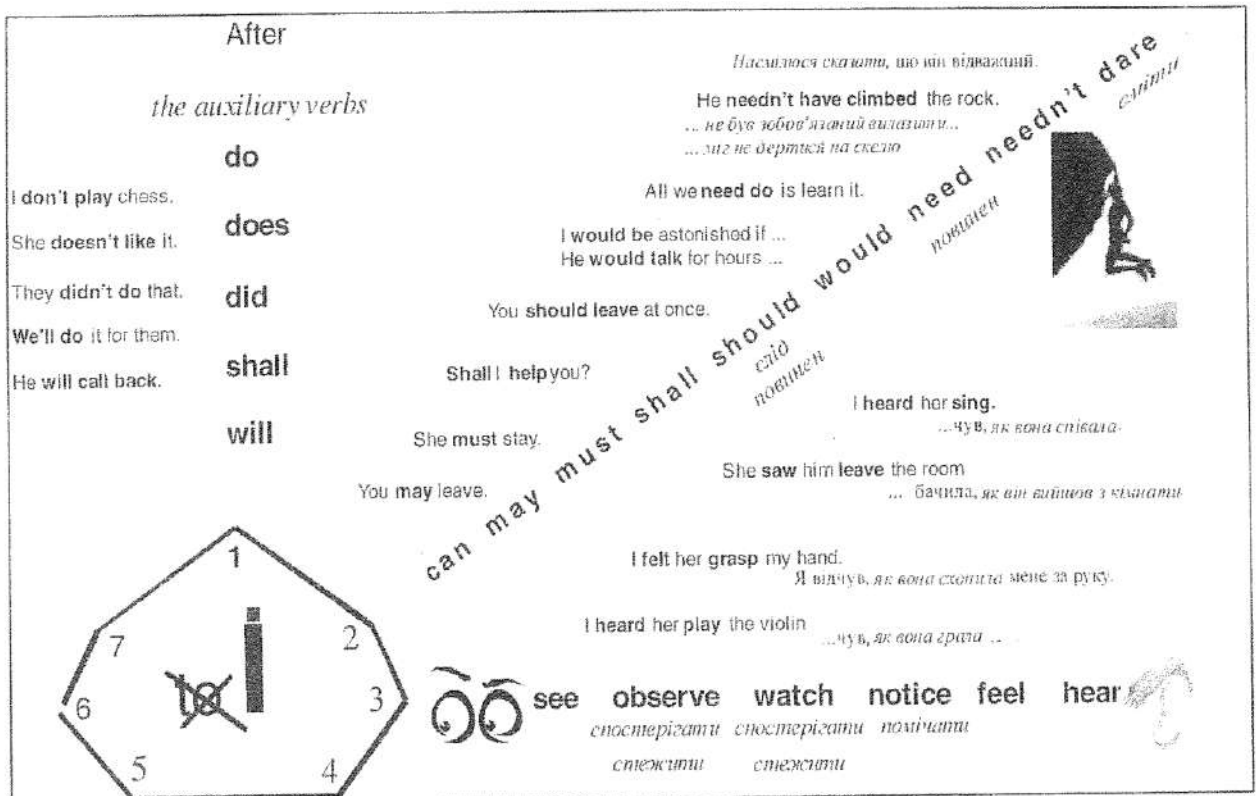 After
the auxiliary verbs
do
does
did
shall
will
I don't play chess.
She doesn't like it.
They didn't do that.
We'll do it for them.
He will call back.
Насмілюся сказати, що він відважний.
He needn't have climbed the rock.
... не був зобов'язаний вилазити...
... міг не дертися на скелю
All we need do is learn it.
I would be astonished if ...
He would talk for hours ...
You should leave at once.
Shall I help you?
She must stay.
You may leave.
can may must shall should would need needn't dare
слід
повинен
повинен
сміти
I heard her sing.
...чув, як вона співала.
She saw him leave the room
... бачила, як він вийшов з кімнати
I felt her grasp my hand.
Я відчув, як вона схопила мене за руку.
I heard her play the violin
...чув, як вона грала ...
see observe watch notice feel hear
спостерігати спостерігати помічати
стежити стежити
1
2
3
4
5
6
7
to I